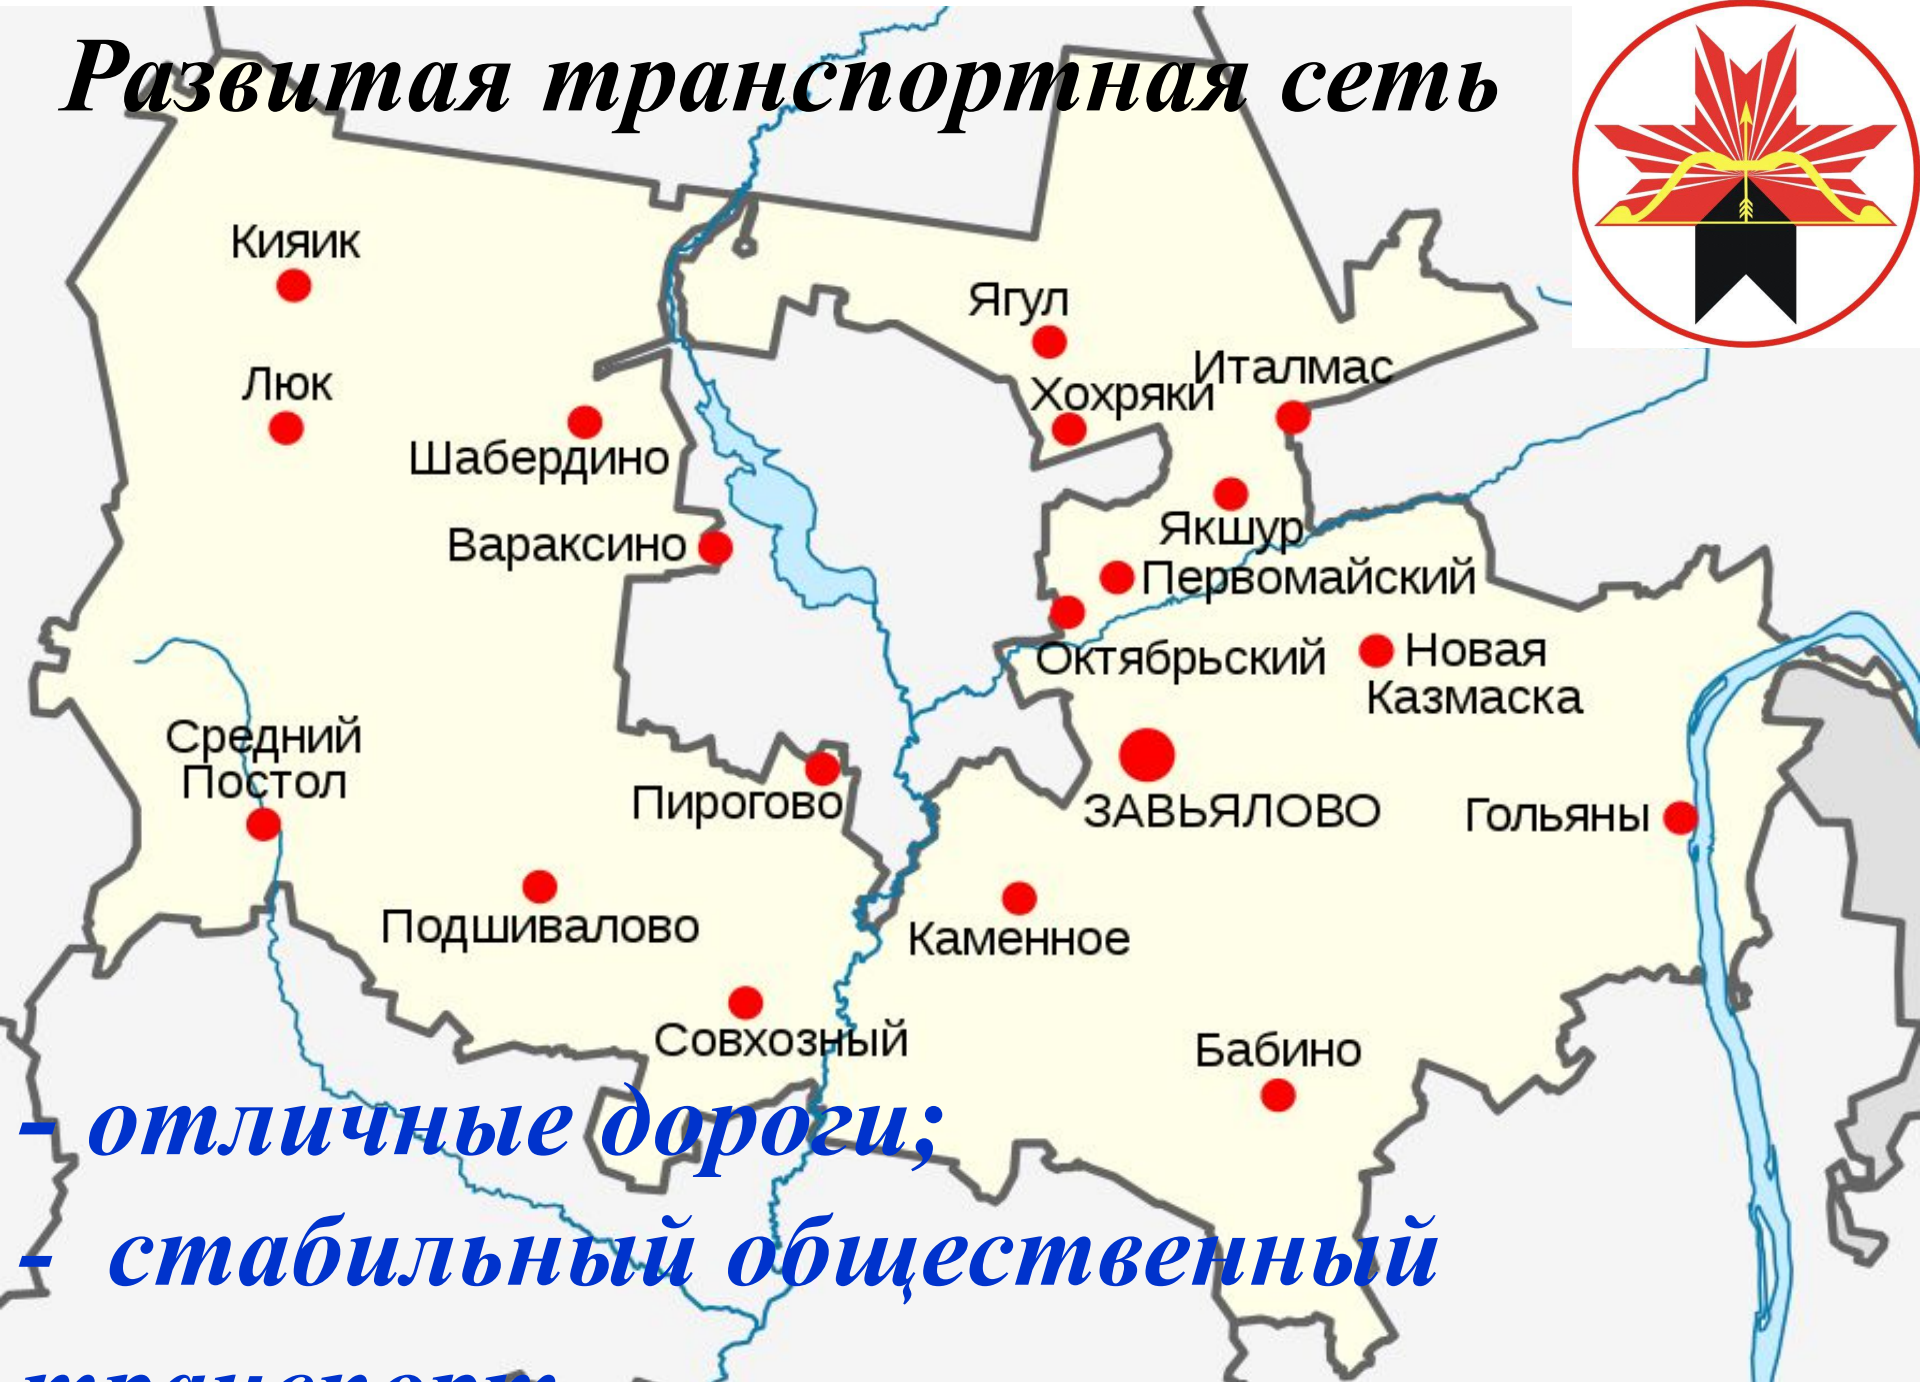 Развитая транспортная сеть
Кияик
Ягул
Италмас
Люк
Хохряки
Шабердино
Якшур
Вараксино
Первомайский
Октябрьский
Новая
Казмаска
Средний
Постол
Пирогово
ЗАВЬЯЛОВО
Гольяны
Подшивалово
Каменное
Совхозный
Бабино
- отличные дороги;
- стабильный общественный
транспорт